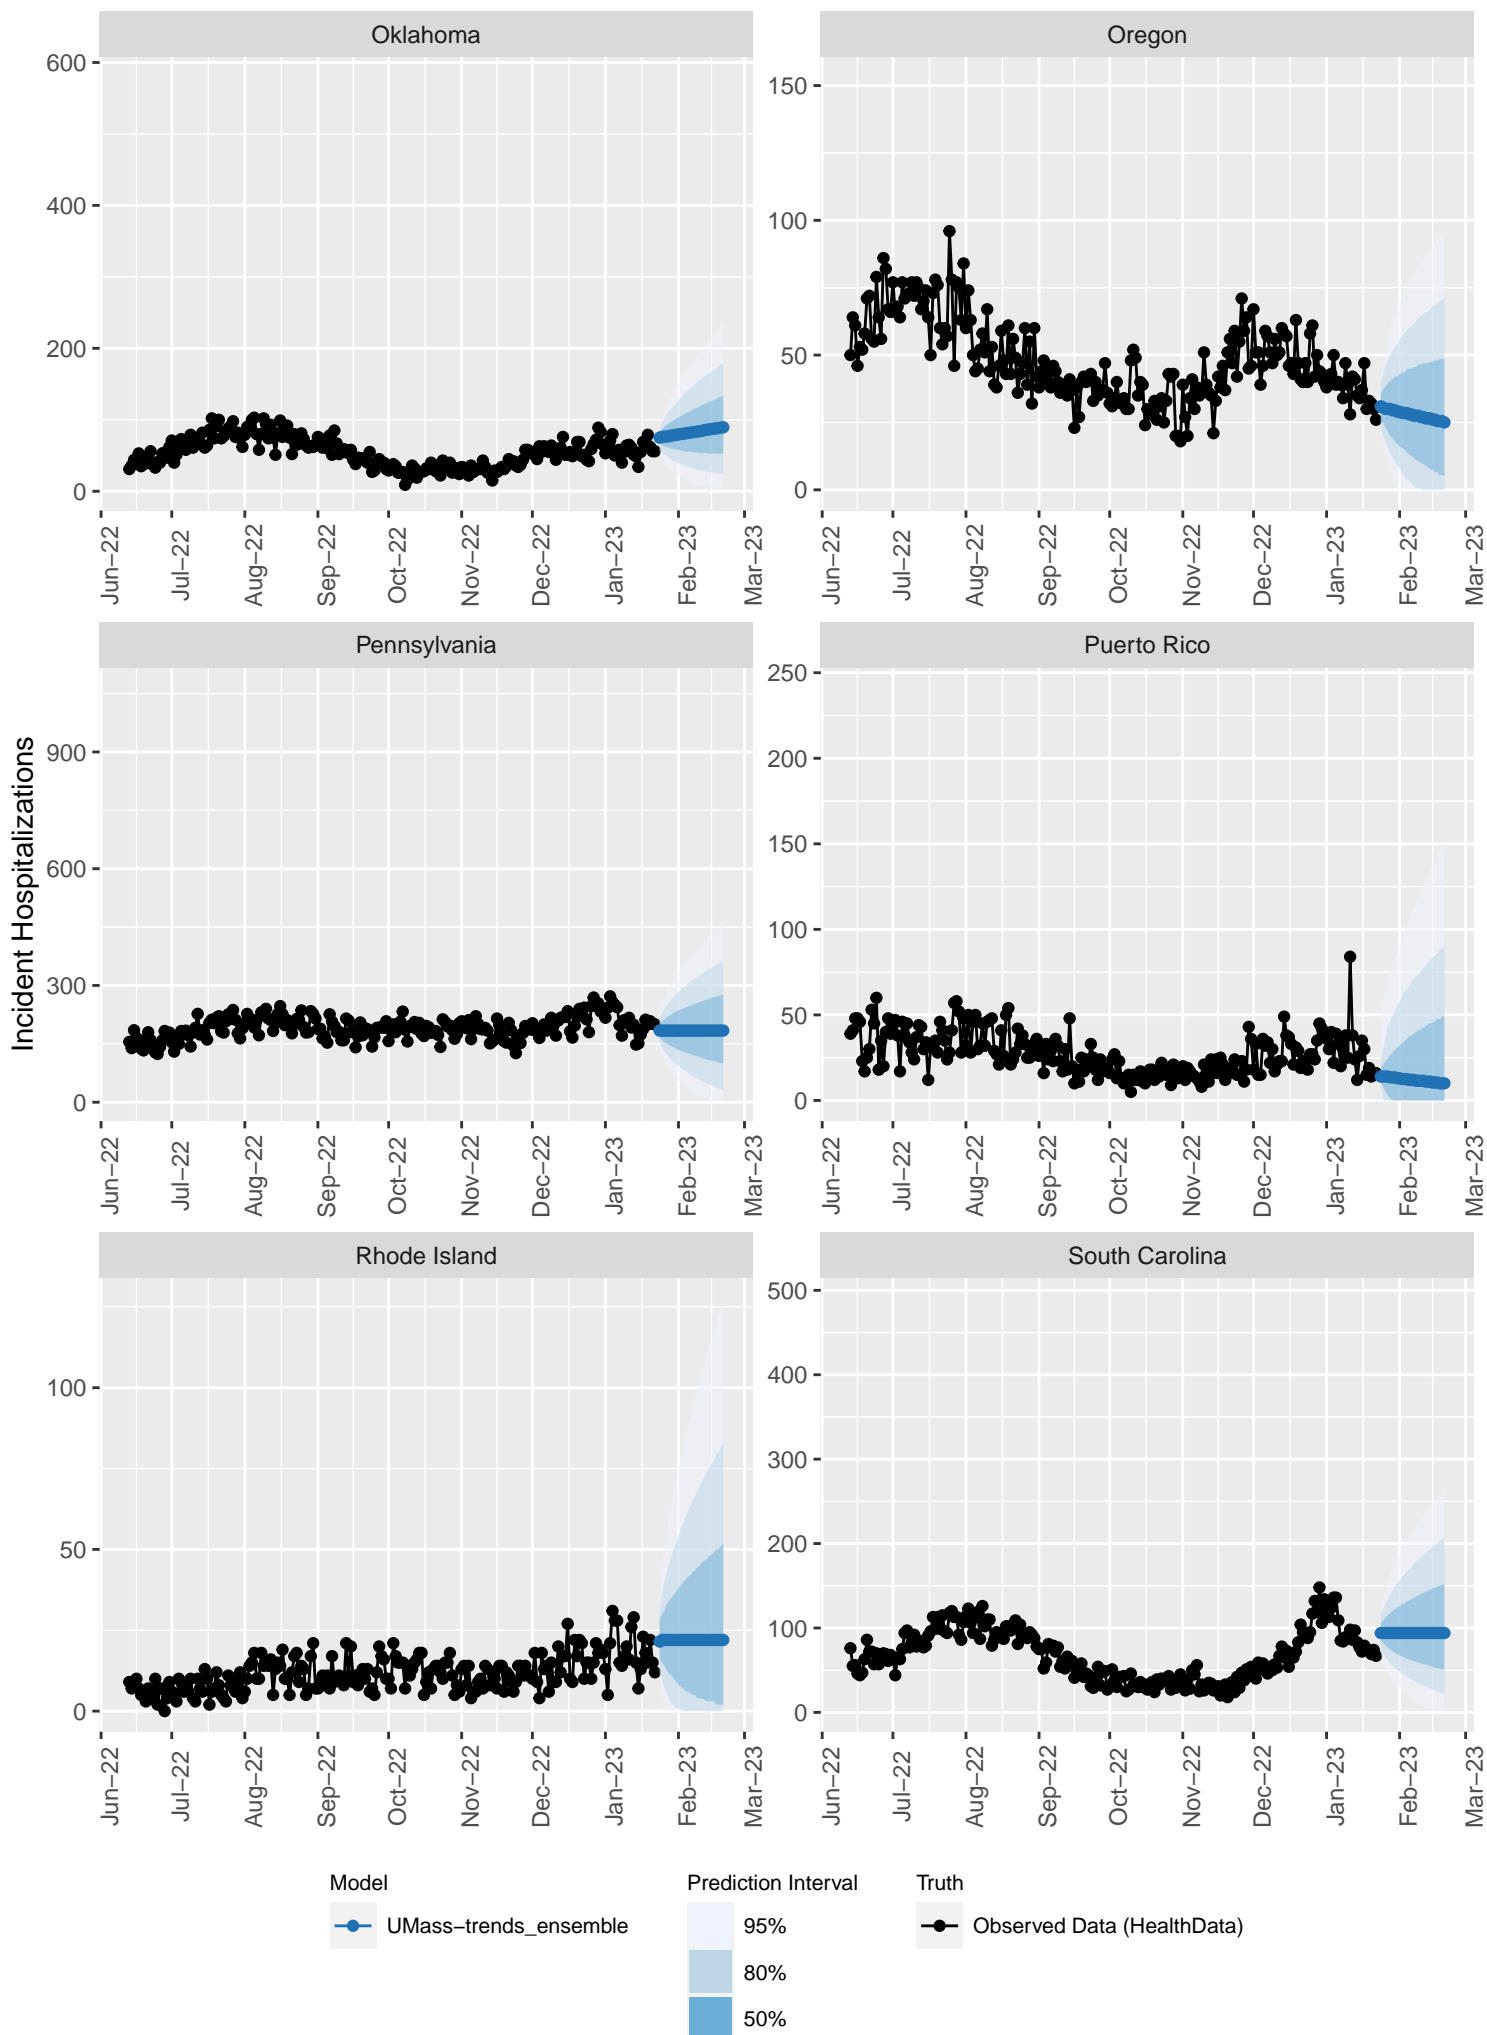 Oklahoma
Oregon
600
400
200
0
150
100
50
0
Jun−22
Jul−22
Aug−22
Sep−22
Oct−22
Nov−22
Dec−22
Jan−23
Feb−23
Mar−23
Jun−22
Jul−22
Aug−22
Sep−22
Oct−22
Nov−22
Dec−22
Jan−23
Feb−23
Mar−23
Incident Hospitalizations
Pennsylvania
Puerto Rico
900
600
300
0
250
200
150
100
50
0
Jun−22
Jul−22
Aug−22
Sep−22
Oct−22
Nov−22
Dec−22
Jan−23
Feb−23
Mar−23
Jun−22
Jul−22
Aug−22
Sep−22
Oct−22
Nov−22
Dec−22
Jan−23
Feb−23
Mar−23
Rhode Island
South Carolina
100
50
0
500
400
300
200
100
0
Jun−22
Jul−22
Aug−22
Sep−22
Oct−22
Nov−22
Dec−22
Jan−23
Feb−23
Mar−23
Jun−22
Jul−22
Aug−22
Sep−22
Oct−22
Nov−22
Dec−22
Jan−23
Feb−23
Mar−23
Model
UMass−trends_ensemble
Prediction Interval
95%
80%
50%
Truth
Observed Data (HealthData)